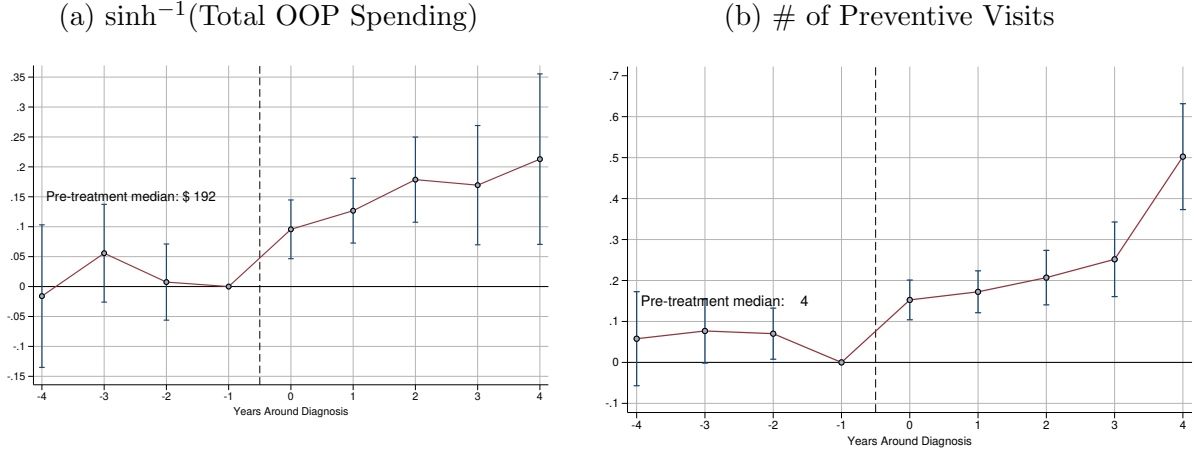 (a) sinh⁻¹(Total OOP Spending)
.35
.3
.25
.2
.15
.1
.05
0
-.05
-.1
-.15
Pre-treatment median: $ 192
-4 -3 -2 -1 0 1 2 3 4
Years Around Diagnosis
(b) # of Preventive Visits
.7
.6
.5
.4
.3
.2
.1
0
-.1
Pre-treatment median: 4
-4 -3 -2 -1 0 1 2 3 4
Years Around Diagnosis